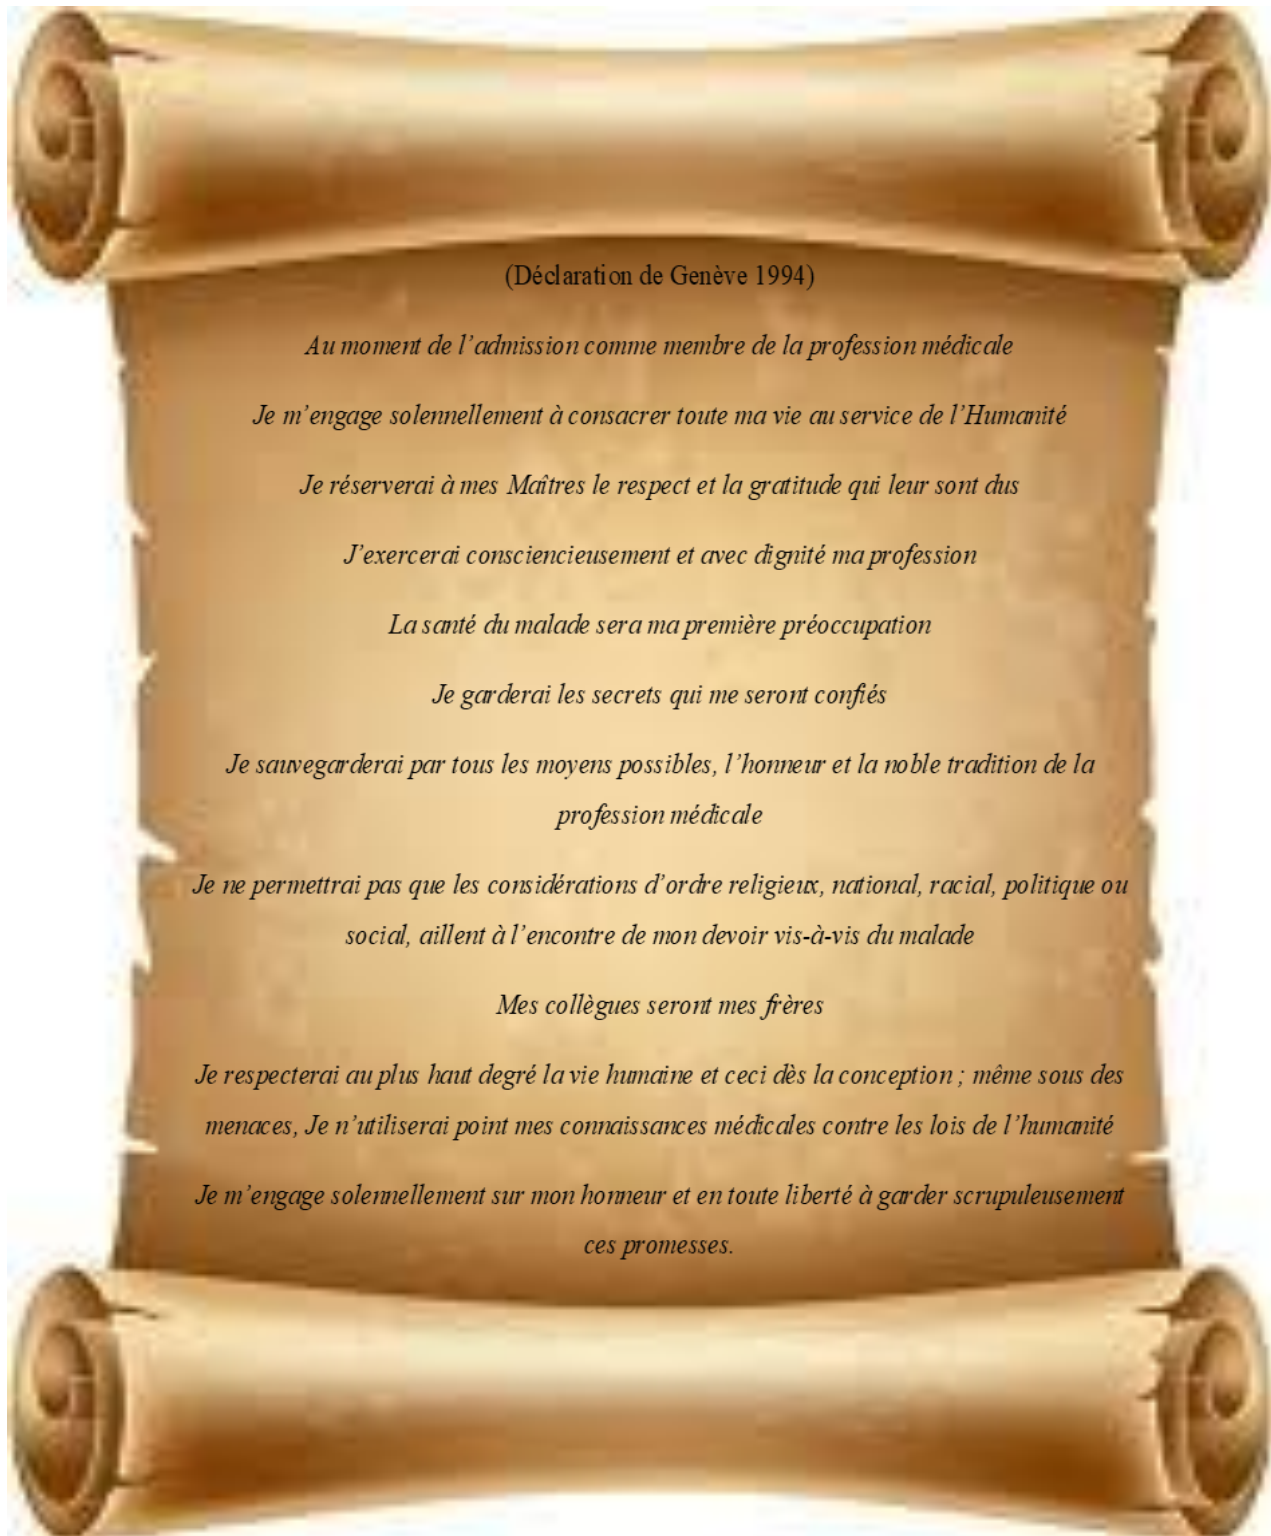 (Déclaration de Genève 1994)
Au moment de l’admission comme membre de la profession médicale
Je m’engage solennellement à consacrer toute ma vie au service de l’Humanité
Je réserverai à mes Maîtres le respect et la gratitude qui leur sont dus
J’exercerai consciencieusement et avec dignité ma profession
La santé du malade sera ma première préoccupation
Je garderai les secrets qui me seront confiés
Je sauvegarderai par tous les moyens possibles, l’honneur et la noble tradition de la
profession médicale
Je ne permettrai pas que les considérations d’ordre religieux, national, racial, politique ou
social, aillent à l’encontre de mon devoir vis-à-vis du malade
Mes collègues seront mes frères
Je respecterai au plus haut degré la vie humaine et ceci dès la conception ; même sous des
menaces, Je n’utiliserai point mes connaissances médicales contre les lois de l’humanité
Je m’engage solennellement sur mon honneur et en toute liberté à garder scrupuleusement
ces promesses.